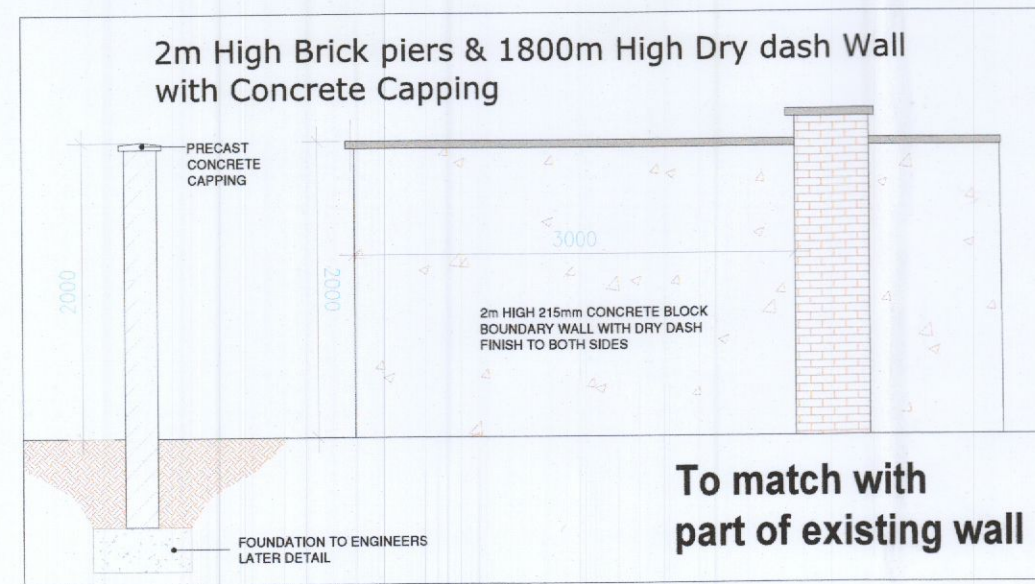 2m High Brick piers & 1800m High Dry dash Wall
with Concrete Capping
PRECAST
CONCRETE
CAPPING
2000
2000
3000
2m HIGH 215mm CONCRETE BLOCK
BOUNDARY WALL WITH DRY DASH
FINISH TO BOTH SIDES
FOUNDATION TO ENGINEERS
LATER DETAIL
To match with
part of existing wall